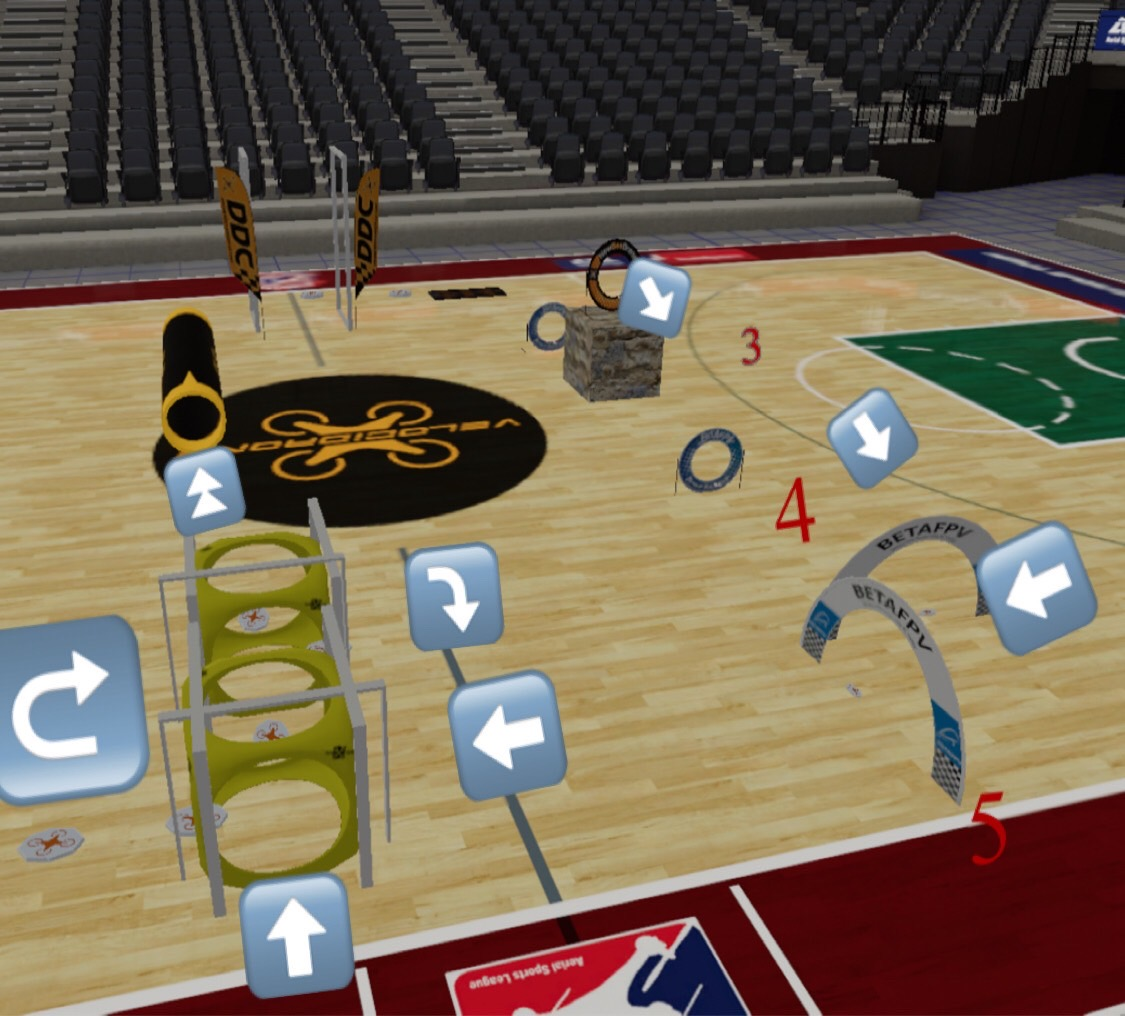 DDC
DDC
3
VELOCIDRONE
4
BETAFPV
BETAFPV
5
Aerial Sports League